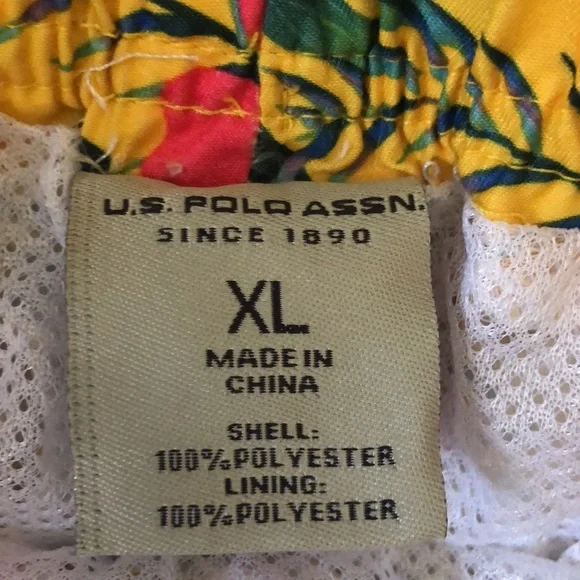 U.S. POLO ASSN.
SINCE 1890
XL
MADE IN
CHINA
SHELL:
100%POLYESTER
LINING:
100%POLYESTER